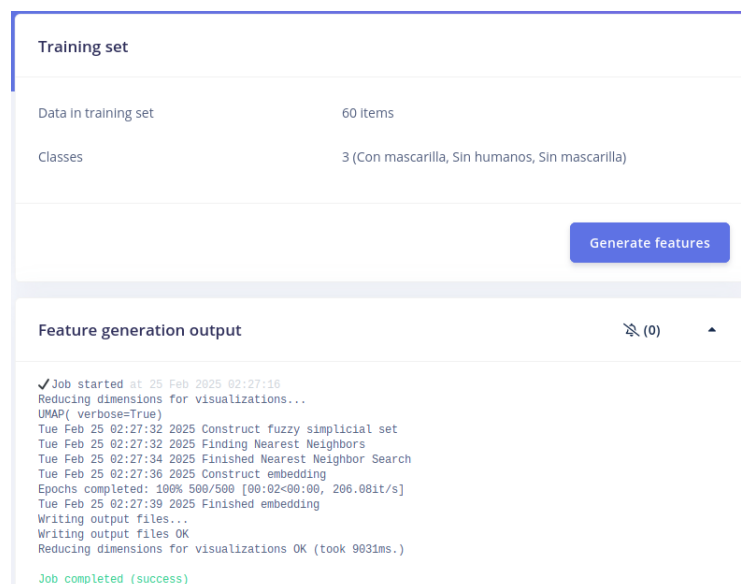 Training set
Data in training set 60 items
Classes 3 (Con mascarilla, Sin humanos, Sin mascarilla)
Generate features
Feature generation output (0)
Job started at 25 Feb 2025 02:27:16
Reducing dimensions for visualizations...
UMAP( verbose=True)
Tue Feb 25 02:27:32 2025 Construct fuzzy simplicial set
Tue Feb 25 02:27:32 2025 Finding Nearest Neighbors
Tue Feb 25 02:27:34 2025 Finished Nearest Neighbor Search
Tue Feb 25 02:27:36 2025 Construct embedding
Epochs completed: 100% 500/500 [00:02<00:00, 206.08it/s]
Tue Feb 25 02:27:39 2025 Finished embedding
Writing output files...
Writing output files OK
Reducing dimensions for visualizations OK (took 9031ms.)
Job completed (success)